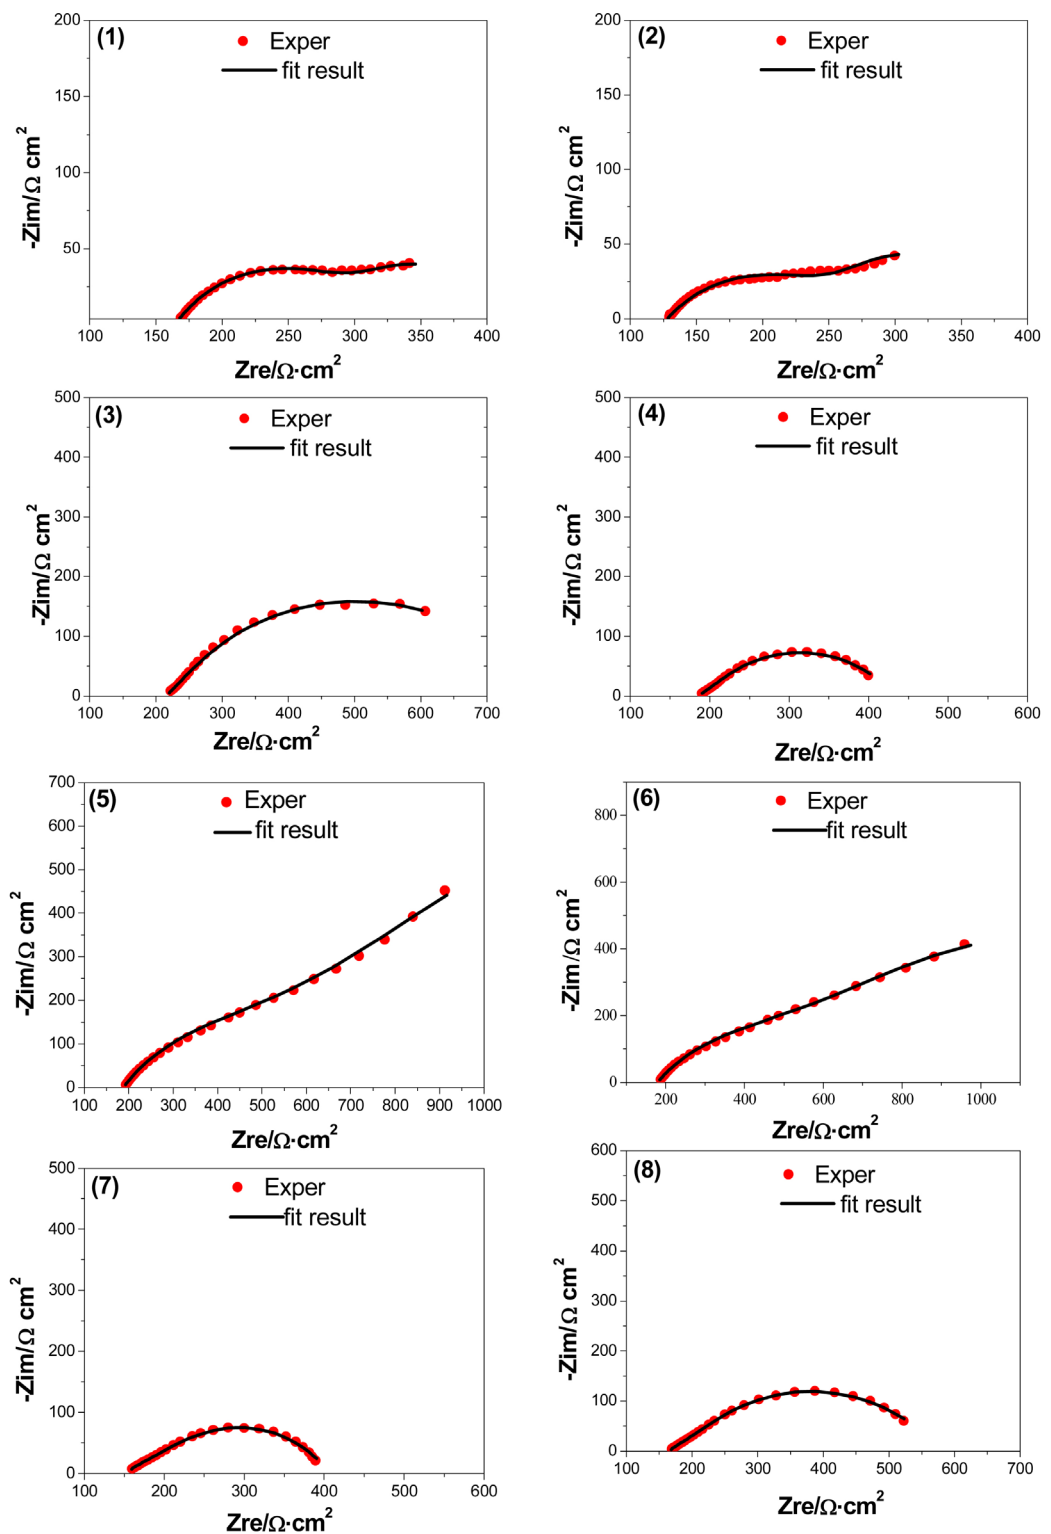 (1)
Exper
fit result
200
150
100
50
-Zim/Ω cm²
100 150 200 250 300 350 400
Zre/Ω·cm²
(2)
Exper
fit result
200
150
100
50
0
-Zim/Ω cm²
100 150 200 250 300 350 400
Zre/Ω·cm²
(3)
Exper
fit result
500
400
300
200
100
0
-Zim/Ω cm²
100 200 300 400 500 600 700
Zre/Ω·cm²
(4)
Exper
fit result
500
400
300
200
100
0
-Zim/Ω cm²
100 200 300 400 500 600
Zre/Ω·cm²
(5)
Exper
fit result
700
600
500
400
300
200
100
0
-Zim/Ω cm²
100 200 300 400 500 600 700 800 900 1000
Zre/Ω·cm²
(6)
Exper
fit result
800
600
400
200
0
-Zim/Ω cm²
200 400 600 800 1000
Zre/Ω·cm²
(7)
Exper
fit result
500
400
300
200
100
0
-Zim/Ω cm²
100 200 300 400 500 600
Zre/Ω·cm²
(8)
Exper
fit result
600
500
400
300
200
100
0
-Zim/Ω cm²
100 200 300 400 500 600 700
Zre/Ω·cm²